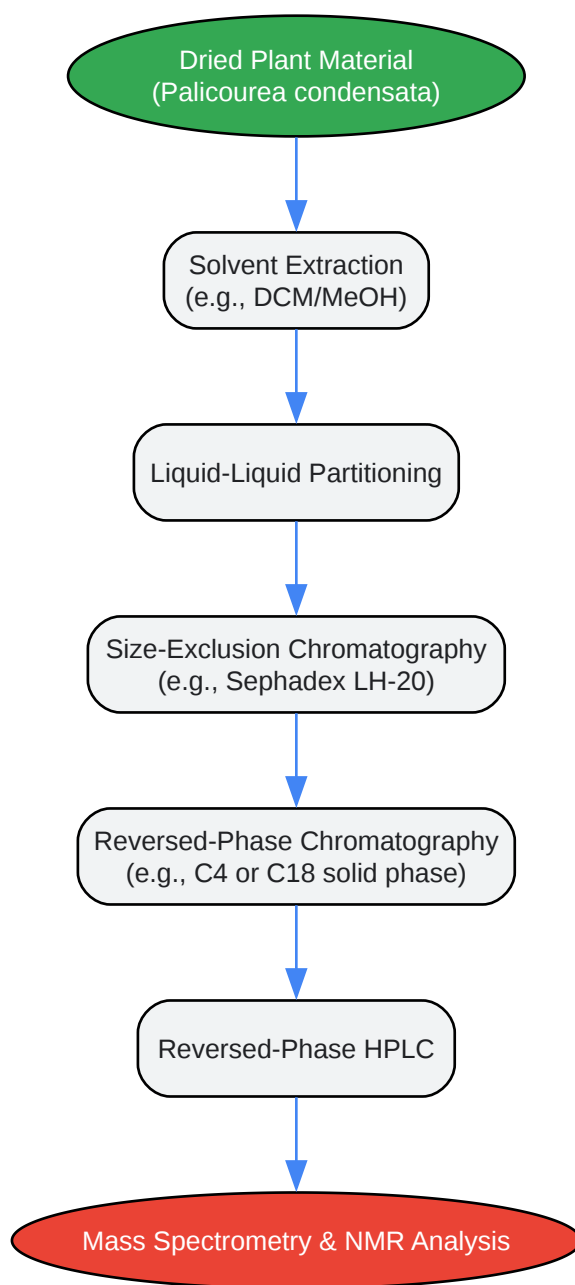 Dried Plant Material
(Palicourea condensata)
Solvent Extraction
(e.g., DCM/MeOH)
Liquid-Liquid Partitioning
Size-Exclusion Chromatography
(e.g., Sephadex LH-20)
Reversed-Phase Chromatography
(e.g., C4 or C18 solid phase)
Reversed-Phase HPLC
Mass Spectrometry & NMR Analysis